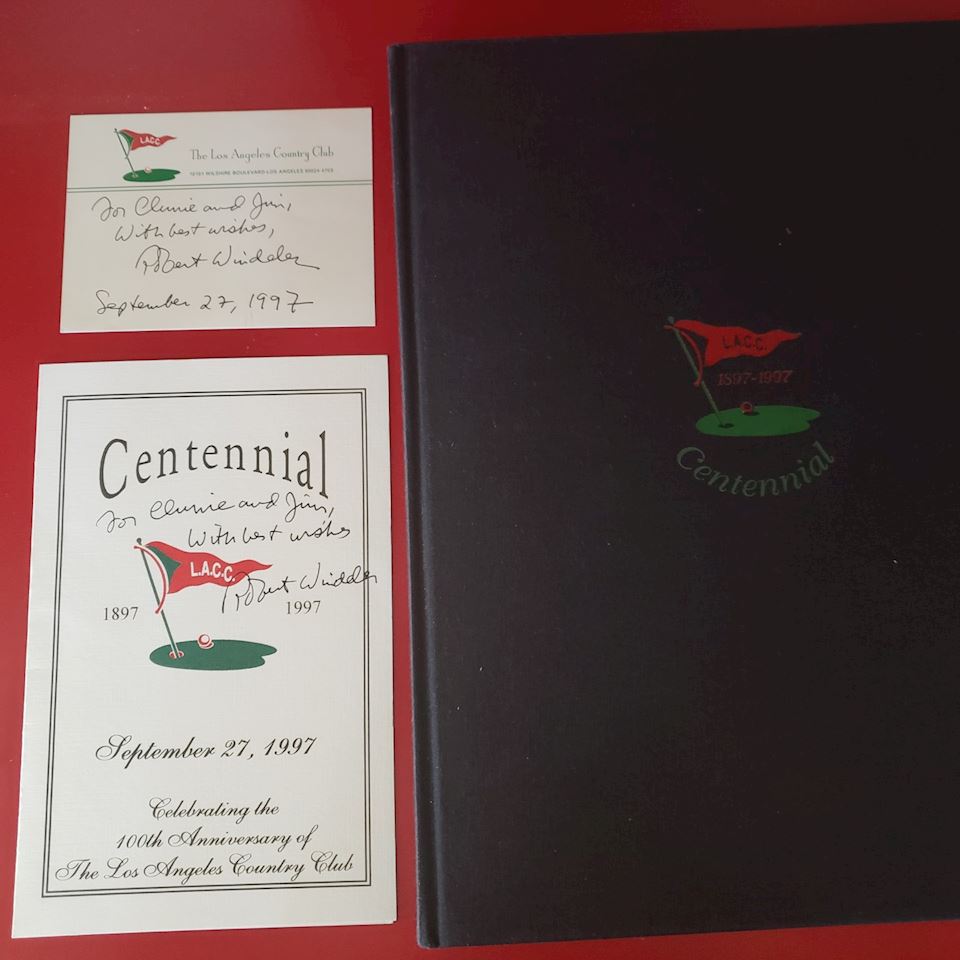 L.A.C.C.
The Los Angeles Country Club
10101 WILSHIRE BOULEVARD LOS ANGELES 90024 4703
For Clunie and Jim,
With best wishes,
Robert Windeler
September 27, 1997
Centennial
For Clunie and Jim,
With best wishes
L.A.C.C.
Robert Windeler
1897
1997
September 27, 1997
Celebrating the
100th Anniversary of
The Los Angeles Country Club
L.A.C.C.
1897-1997
Centennial